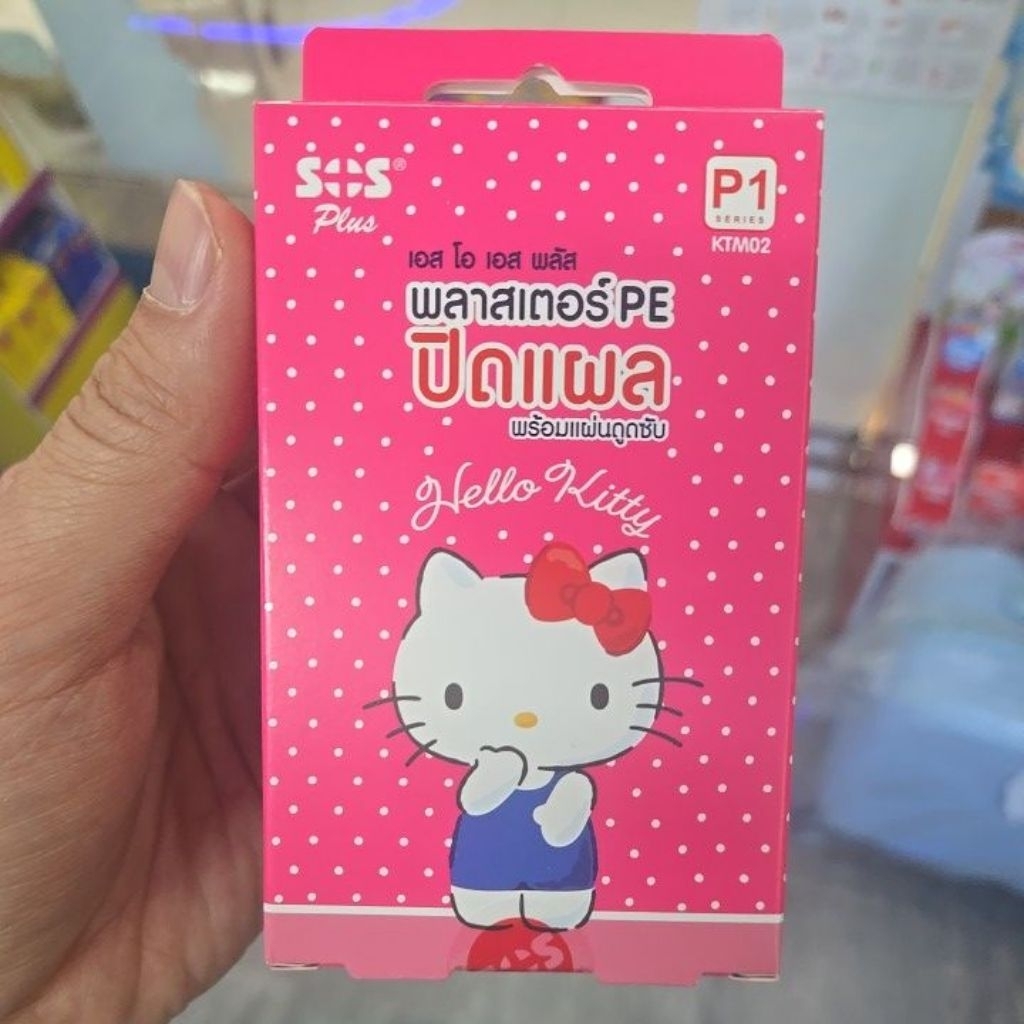 SOS®
Plus
P1
SERIES
KTM02
เอส โอ เอส พลัส
พลาสเตอร์ PE
ปิดแผล
พร้อมแผ่นดูดซับ
Hello Kitty
SOS